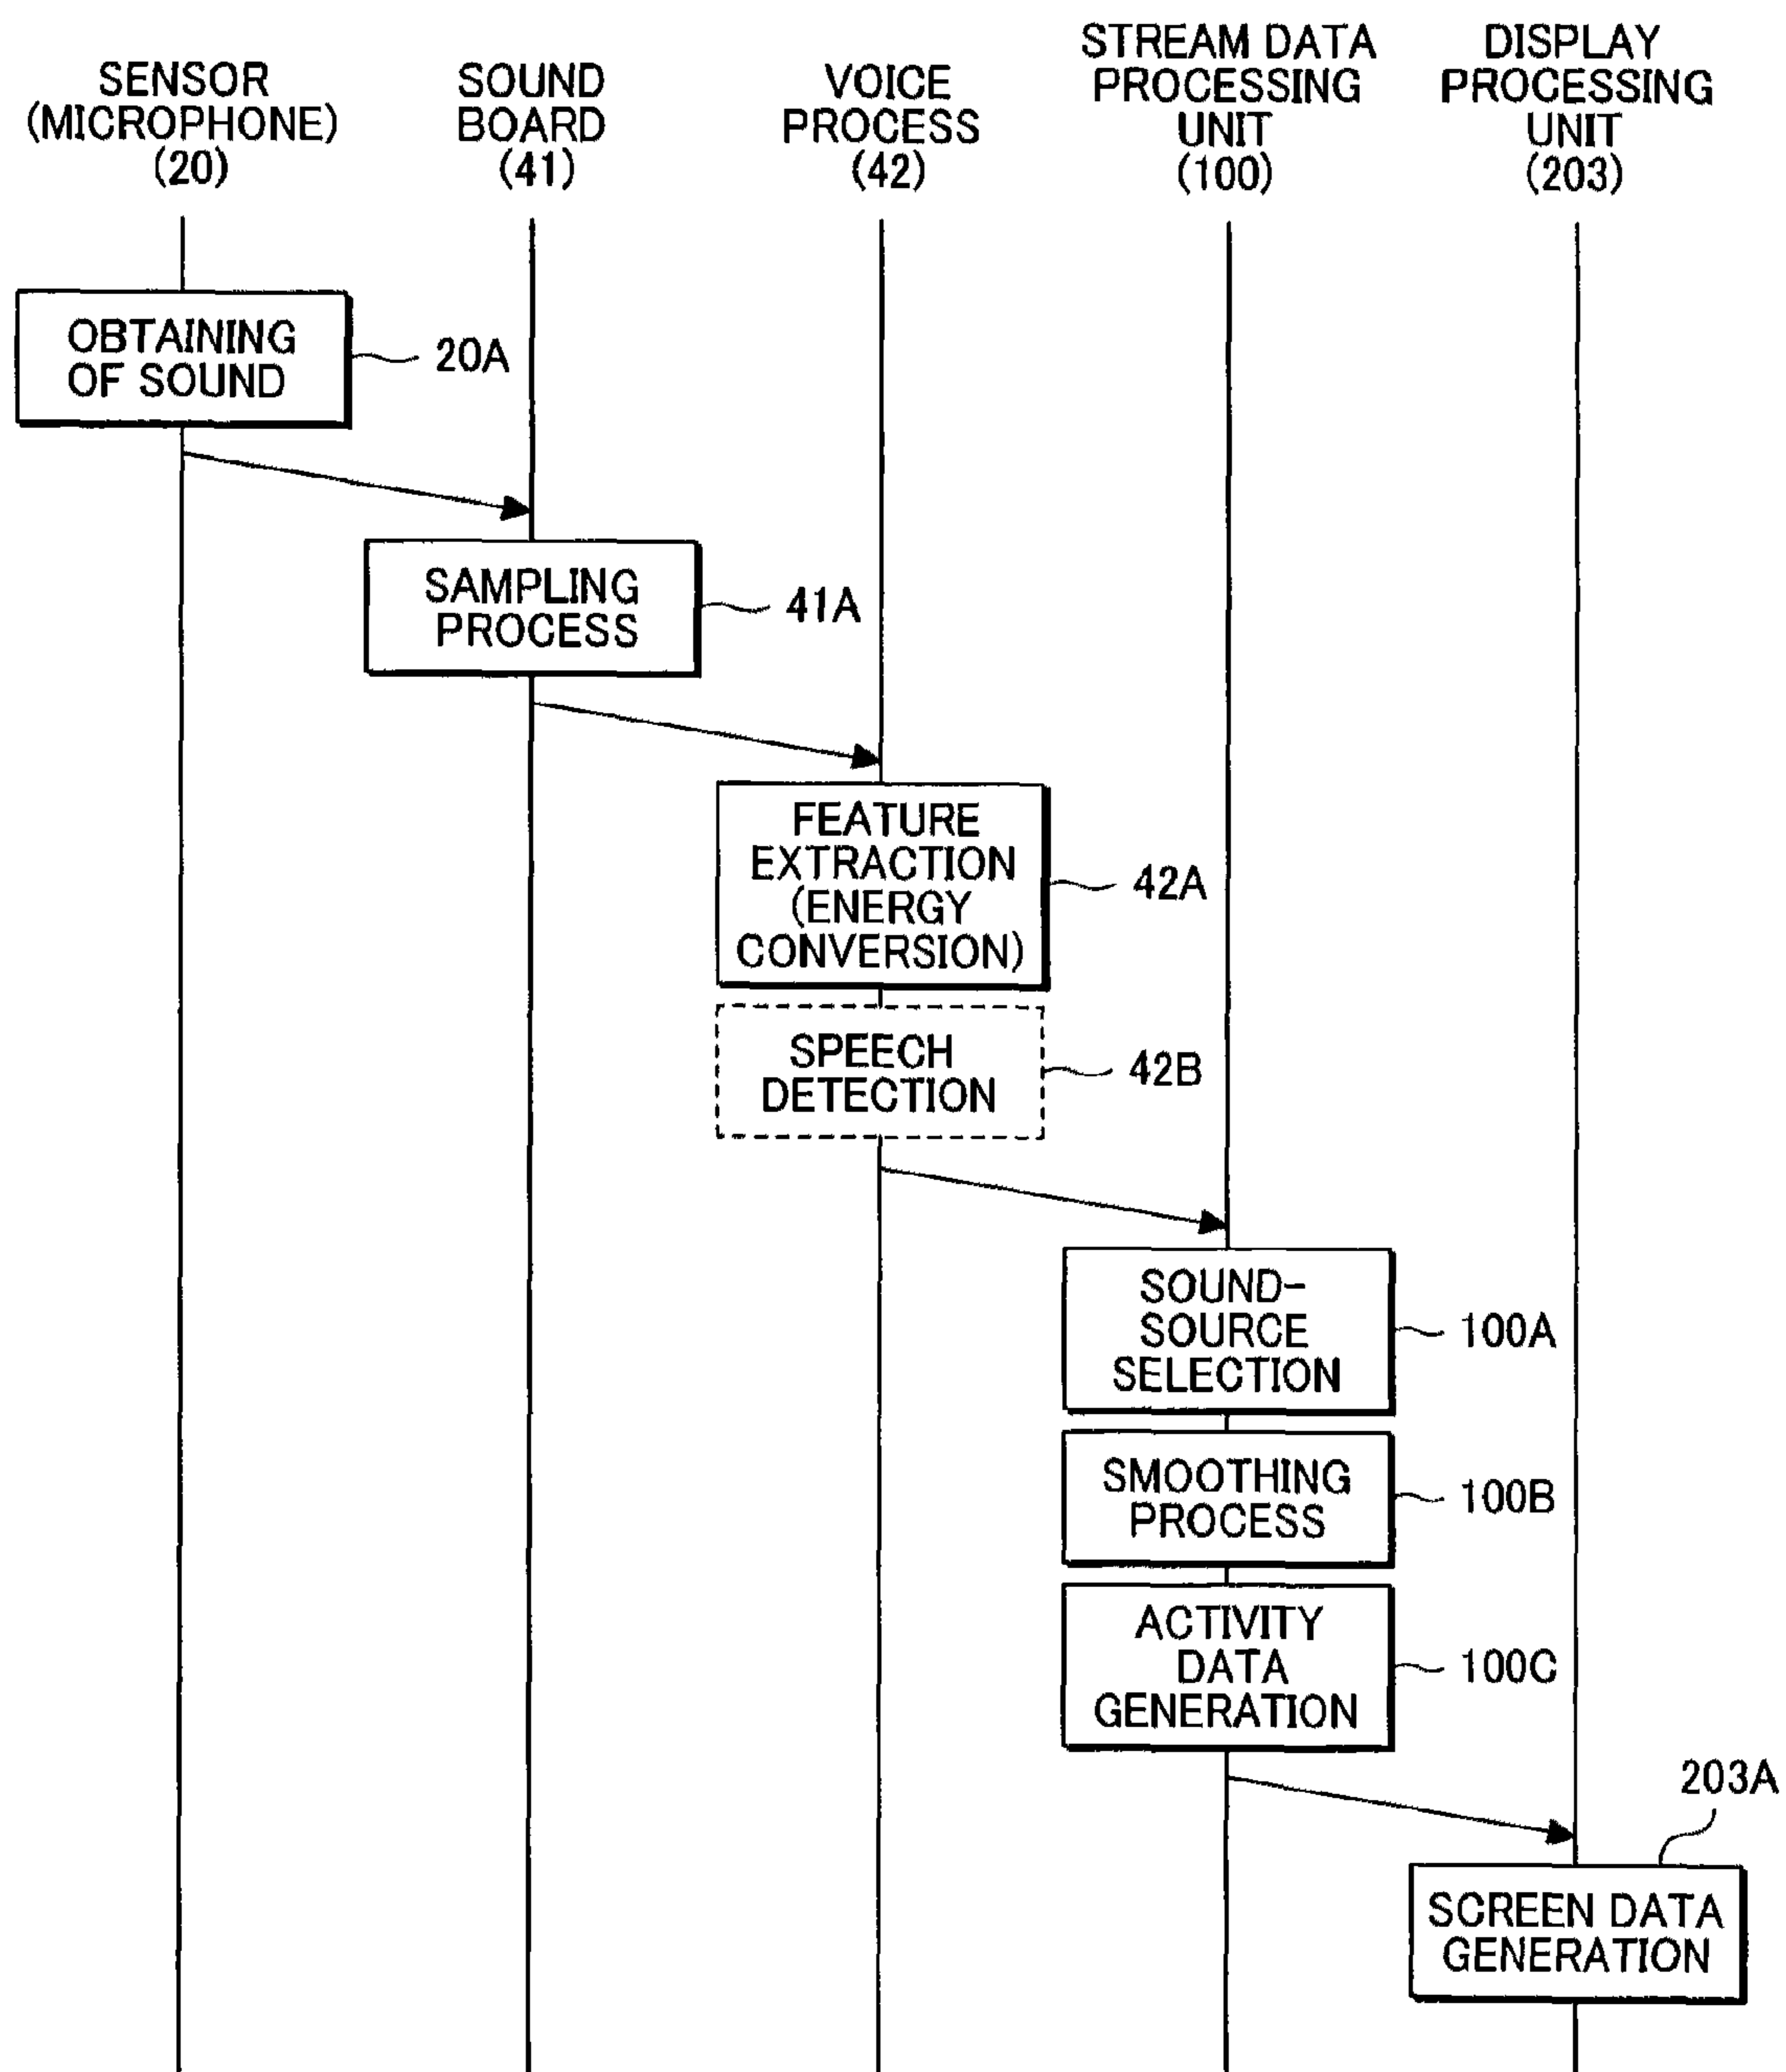 SENSOR
(MICROPHONE)
(20)
SOUND
BOARD
(41)
VOICE
PROCESS
(42)
STREAM DATA
PROCESSING
UNIT
(100)
DISPLAY
PROCESSING
UNIT
(203)
OBTAINING
OF SOUND
20A
SAMPLING
PROCESS
41A
FEATURE
EXTRACTION
(ENERGY
CONVERSION)
42A
SPEECH
DETECTION
42B
SOUND-
SOURCE
SELECTION
100A
SMOOTHING
PROCESS
100B
ACTIVITY
DATA
GENERATION
100C
203A
SCREEN DATA
GENERATION